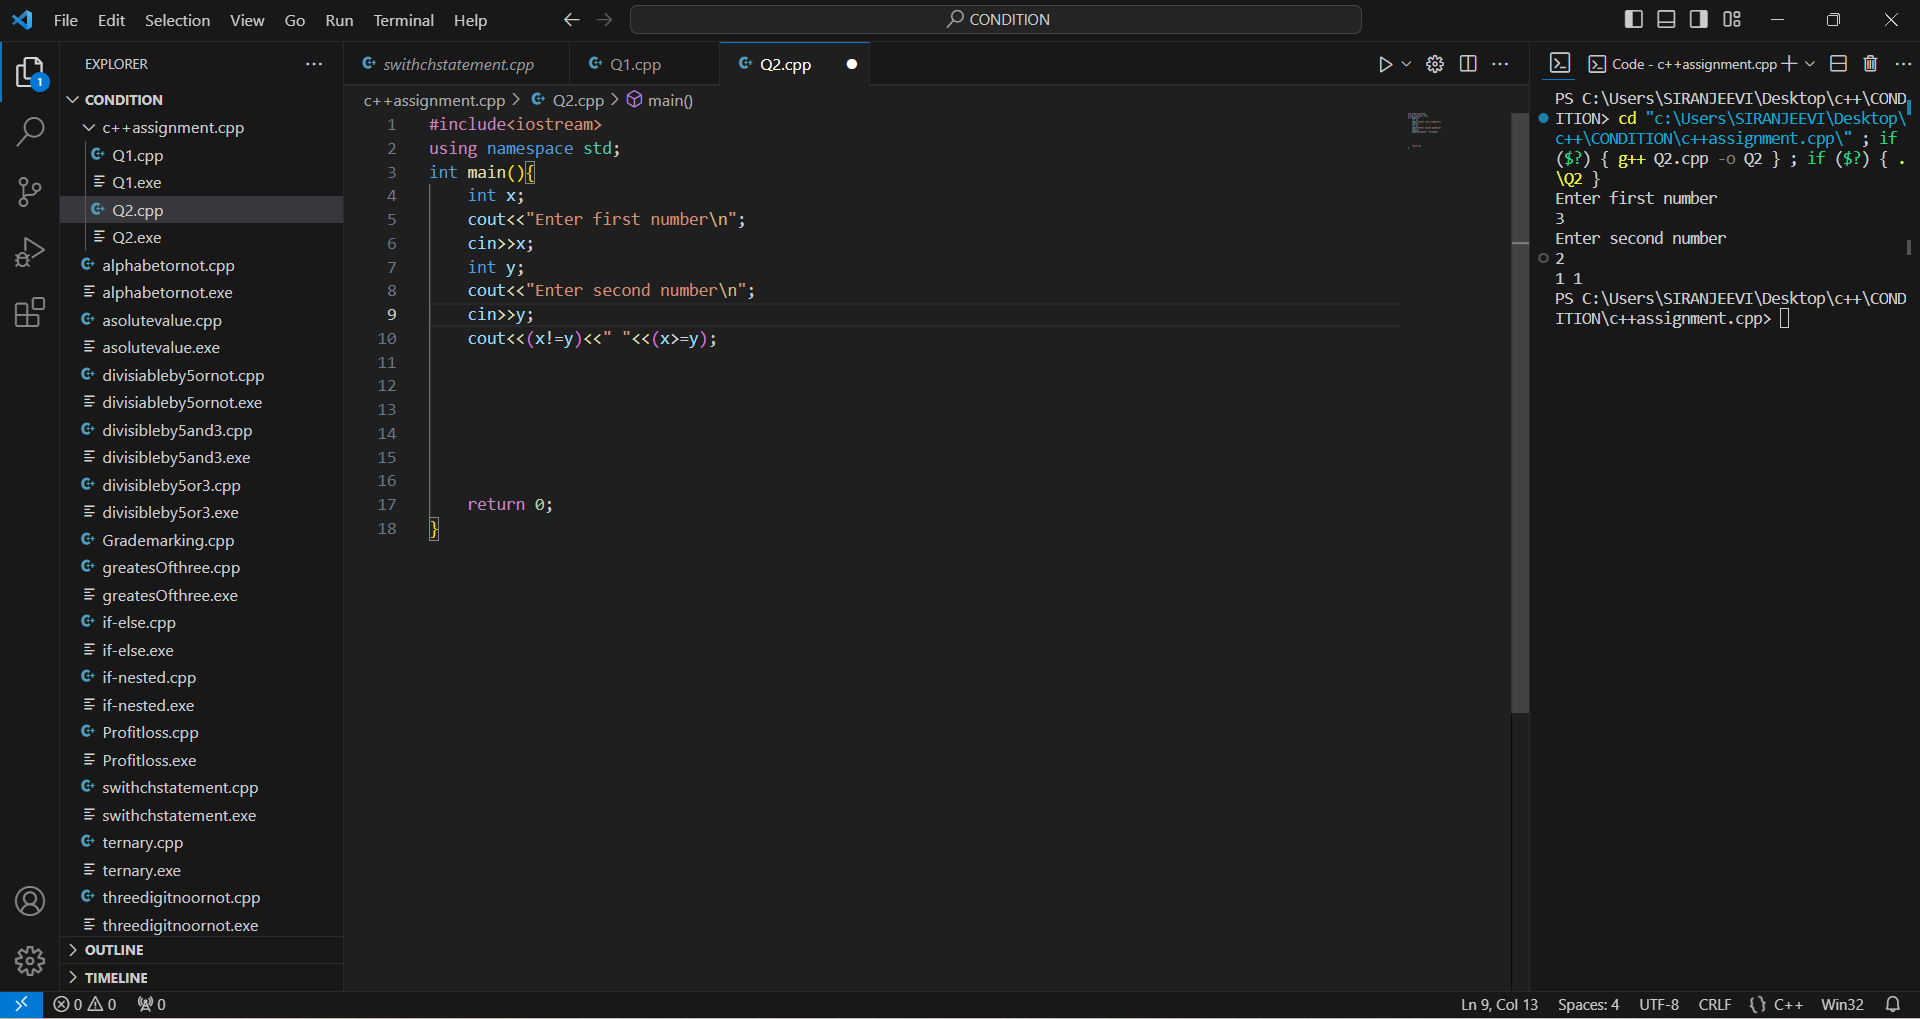 File Edit Selection View Go Run Terminal Help
CONDITION
EXPLORER
CONDITION
c++assignment.cpp
Q1.cpp
Q1.exe
Q2.cpp
Q2.exe
alphabetornot.cpp
alphabetornot.exe
asolutevalue.cpp
asolutevalue.exe
divisiableby5ornot.cpp
divisiableby5ornot.exe
divisibleby5and3.cpp
divisibleby5and3.exe
divisibleby5or3.cpp
divisibleby5or3.exe
Grademarking.cpp
greatesOfthree.cpp
greatesOfthree.exe
if-else.cpp
if-else.exe
if-nested.cpp
if-nested.exe
Profitloss.cpp
Profitloss.exe
swithchstatement.cpp
swithchstatement.exe
ternary.cpp
ternary.exe
threedigitnoornot.cpp
threedigitnoornot.exe
OUTLINE
TIMELINE
1
swithchstatement.cpp Q1.cpp Q2.cpp
c++assignment.cpp > Q2.cpp > main()
1 #include<iostream>
2 using namespace std;
3 int main(){
4 int x;
5 cout<<"Enter first number\n";
6 cin>>x;
7 int y;
8 cout<<"Enter second number\n";
9 cin>>y;
10 cout<<(x!=y)<<" "<<(x>=y);
11
12
13
14
15
16
17 return 0;
18 }
Code - c++assignment.cpp
PS C:\Users\SIRANJEEVI\Desktop\c++\COND
ITION> cd "c:\Users\SIRANJEEVI\Desktop\
c++\CONDITION\c++assignment.cpp\" ; if
($?) { g++ Q2.cpp -o Q2 } ; if ($?) { .
\Q2 }
Enter first number
3
Enter second number
2
1 1
PS C:\Users\SIRANJEEVI\Desktop\c++\COND
ITION\c++assignment.cpp>
0 0 0
Ln 9, Col 13 Spaces: 4 UTF-8 CRLF {} C++ Win32